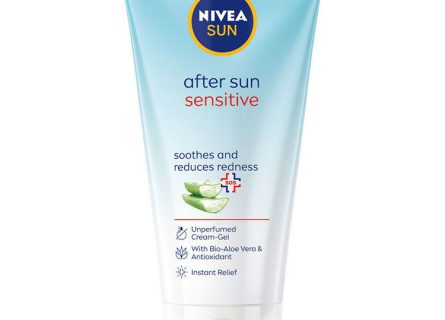 NIVEA
SUN
after sun
sensitive
soothes and
reduces redness
SOS
Unperfumed
Cream-Gel
With Bio-Aloe Vera &
Antioxidant
Instant Relief